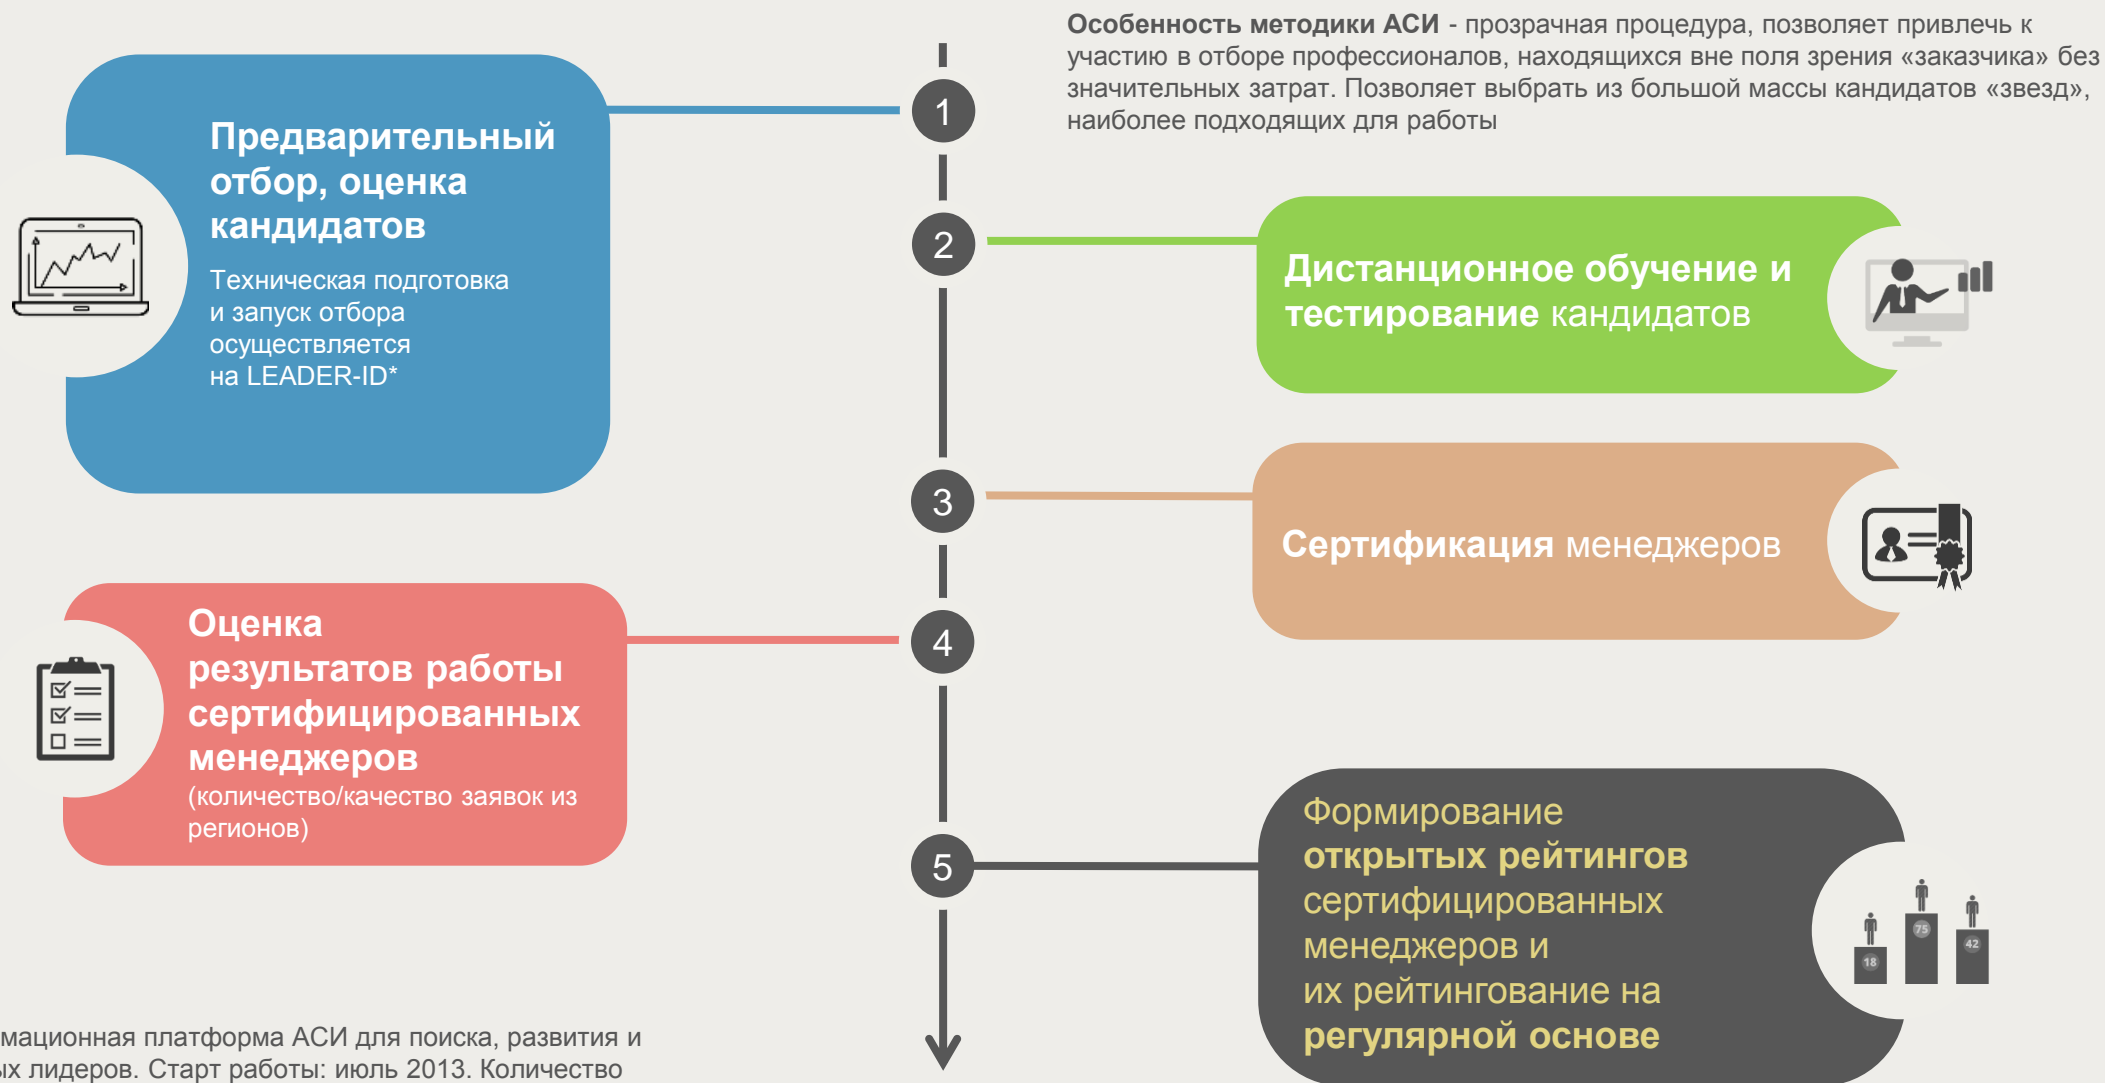 Особенность методики АСИ - прозрачная процедура, позволяет привлечь к
участию в отборе профессионалов, находящихся вне поля зрения «заказчика» без
значительных затрат. Позволяет выбрать из большой массы кандидатов «звезд»,
наиболее подходящих для работы
1
Предварительный
отбор, оценка
кандидатов
Техническая подготовка
и запуск отбора
осуществляется
на LEADER-ID*
2
Дистанционное обучение и
тестирование кандидатов
3
Сертификация менеджеров
4
Оценка
результатов работы
сертифицированных
менеджеров
(количество/качество заявок из
регионов)
5
Формирование
открытых рейтингов
сертифицированных
менеджеров и
их рейтингование на
регулярной основе
18
75
42
мационная платформа АСИ для поиска, развития и
ых лидеров. Старт работы: июль 2013. Количество